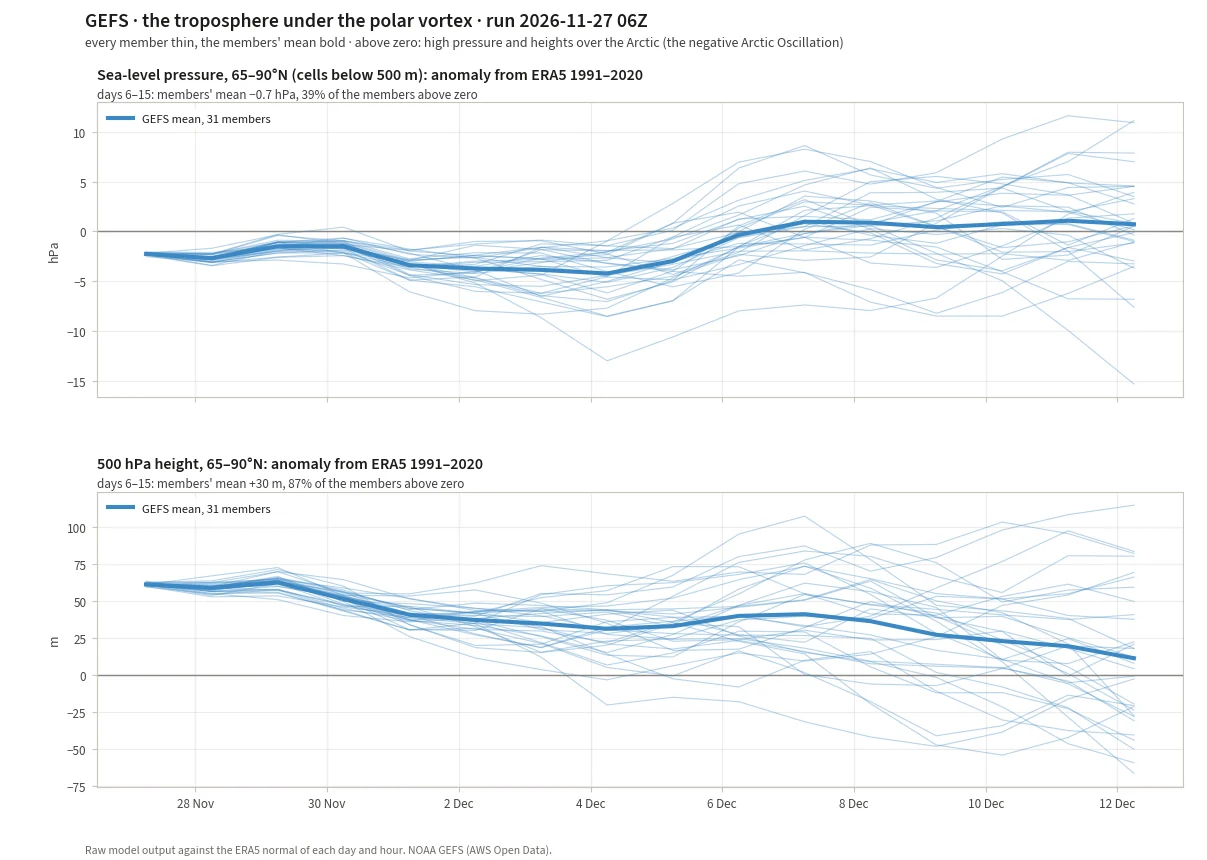 GEFS · the troposphere under the polar vortex · run 2026-11-27 06Z
every member thin, the members' mean bold · above zero: high pressure and heights over the Arctic (the negative Arctic Oscillation)
Sea-level pressure, 65–90°N (cells below 500 m): anomaly from ERA5 1991–2020
days 6–15: members' mean −0.7 hPa, 39% of the members above zero
GEFS mean, 31 members
10
5
0
−5
−10
−15
hPa
500 hPa height, 65–90°N: anomaly from ERA5 1991–2020
days 6–15: members' mean +30 m, 87% of the members above zero
GEFS mean, 31 members
100
75
50
25
0
−25
−50
−75
m
28 Nov 30 Nov 2 Dec 4 Dec 6 Dec 8 Dec 10 Dec 12 Dec
Raw model output against the ERA5 normal of each day and hour. NOAA GEFS (AWS Open Data).